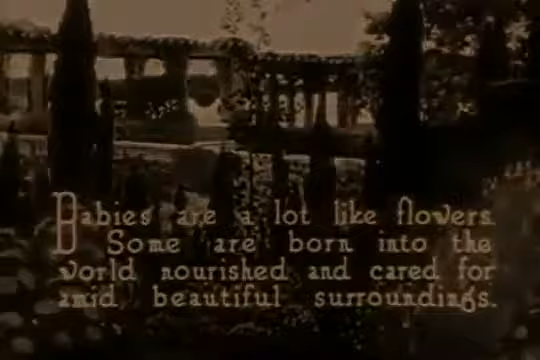 Babies are a lot like flowers.
Some are born into the
world nourished and cared for
amid beautiful surroundings.